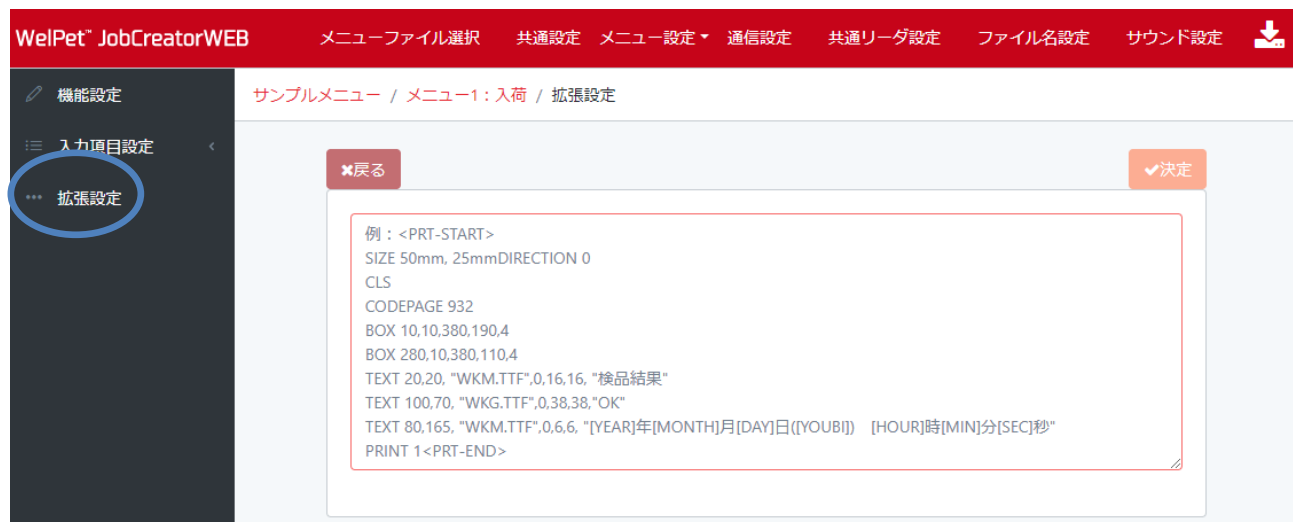 WelPet™ JobCreatorWEB メニューファイル選択 共通設定 メニュー設定 通信設定 共通リーダ設定 ファイル名設定 サウンド設定
機能設定
サンプルメニュー / メニュー1：入荷 / 拡張設定
入力項目設定
拡張設定
戻る
決定
例：<PRT-START>
SIZE 50mm, 25mmDIRECTION 0
CLS
CODEPAGE 932
BOX 10,10,380,190,4
BOX 280,10,380,110,4
TEXT 20,20, "WKM.TTF",0,16,16, "検品結果"
TEXT 100,70, "WKG.TTF",0,38,38,"OK"
TEXT 80,165, "WKM.TTF",0,6,6, "[YEAR]年[MONTH]月[DAY]日([YOUBI])　[HOUR]時[MIN]分[SEC]秒"
PRINT 1<PRT-END>